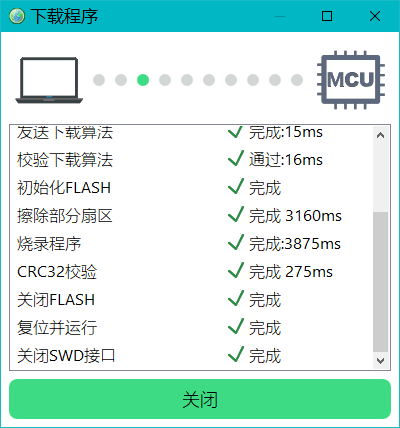 下载程序
MCU
发送下载算法 完成:15ms
校验下载算法 通过:16ms
初始化FLASH 完成
擦除部分扇区 完成 3160ms
烧录程序 完成:3875ms
CRC32校验 完成 275ms
关闭FLASH 完成
复位并运行 完成
关闭SWD接口 完成
关闭